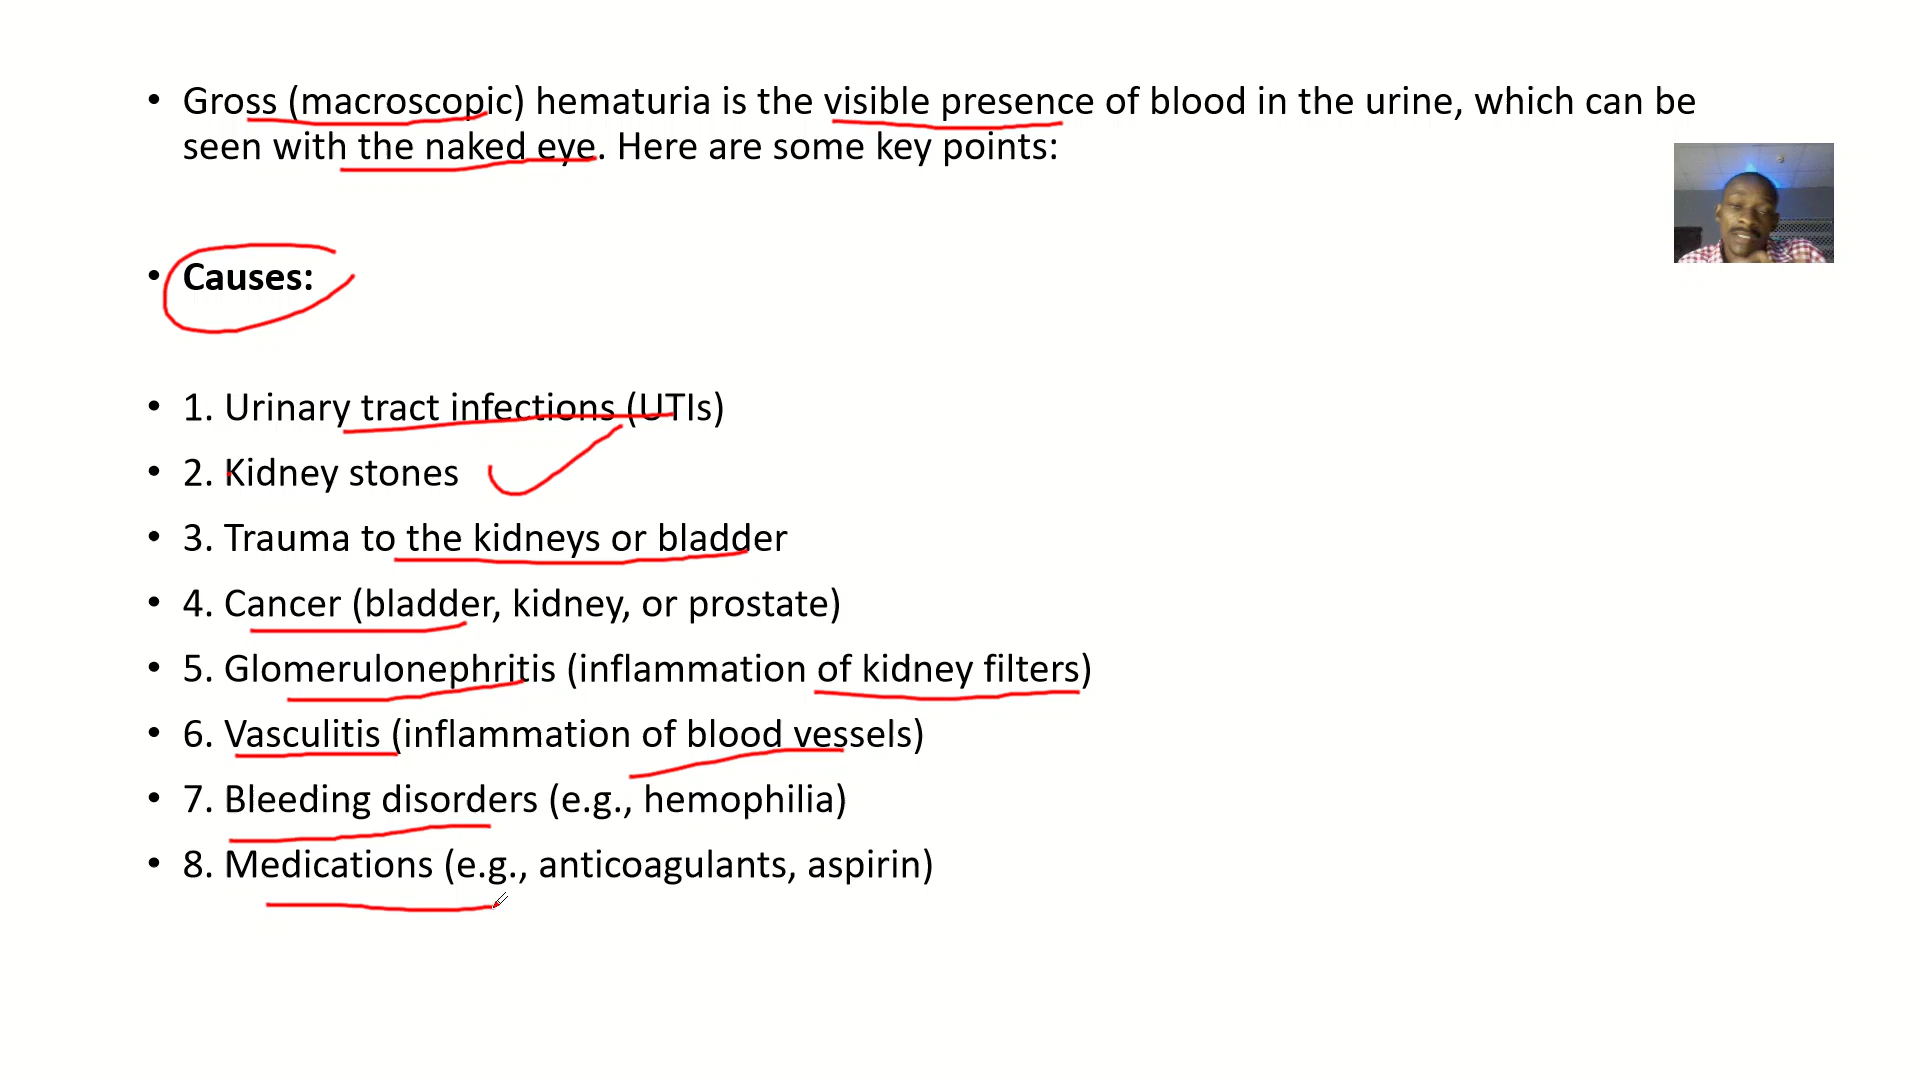 • Gross (macroscopic) hematuria is the visible presence of blood in the urine, which can be
seen with the naked eye. Here are some key points:
• Causes:
• 1. Urinary tract infections (UTIs)
• 2. Kidney stones
• 3. Trauma to the kidneys or bladder
• 4. Cancer (bladder, kidney, or prostate)
• 5. Glomerulonephritis (inflammation of kidney filters)
• 6. Vasculitis (inflammation of blood vessels)
• 7. Bleeding disorders (e.g., hemophilia)
• 8. Medications (e.g., anticoagulants, aspirin)